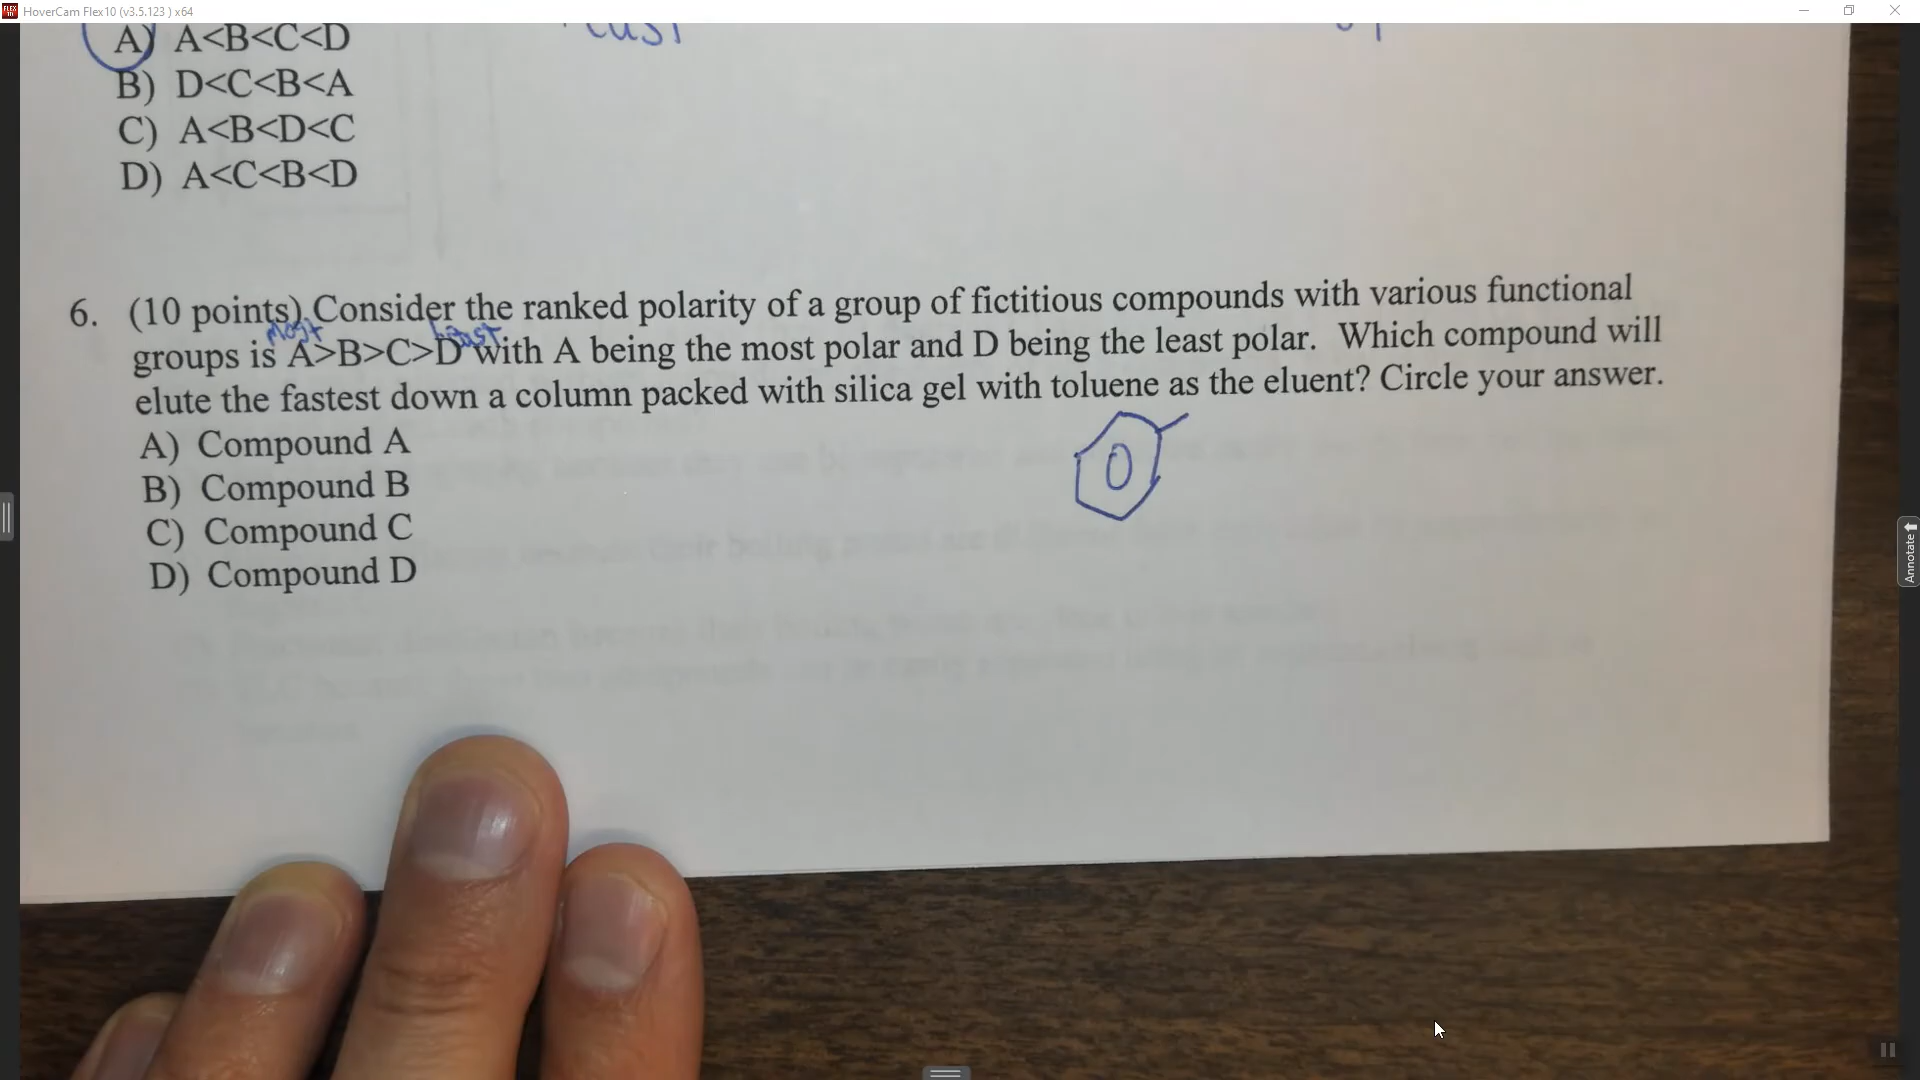 HoverCam Flex10 (v3.5.123) x64
A) A<B<C<D
B) D<C<B<A
C) A<B<D<C
D) A<C<B<D
6. (10 points) Consider the ranked polarity of a group of fictitious compounds with various functional
Most Least
groups is A>B>C>D with A being the most polar and D being the least polar. Which compound will
elute the fastest down a column packed with silica gel with toluene as the eluent? Circle your answer.
A) Compound A
B) Compound B
C) Compound C
D) Compound D
Annotate